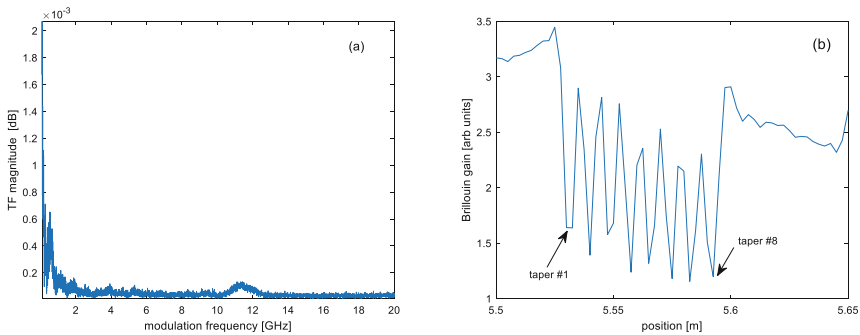 ×10⁻³
(a)
2
1.8
1.6
1.4
1.2
1
0.8
0.6
0.4
0.2
TF magnitude [dB]
2 4 6 8 10 12 14 16 18 20
modulation frequency [GHz]
(b)
3.5
3
2.5
2
1.5
1
Brillouin gain [arb units]
taper #1
taper #8
5.5 5.55 5.6 5.65
position [m]